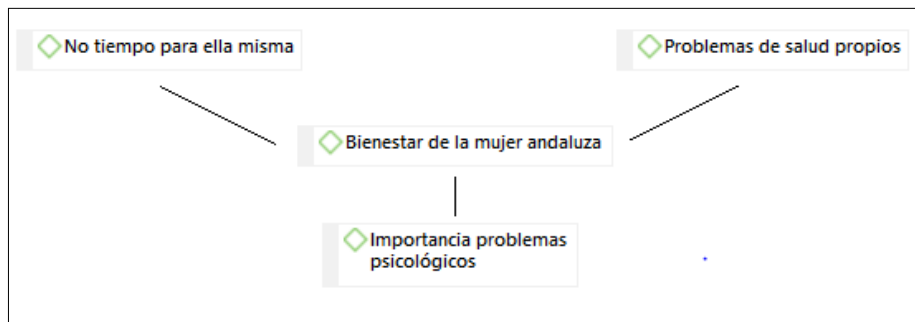 No tiempo para ella misma
Problemas de salud propios
Bienestar de la mujer andaluza
Importancia problemas
psicológicos